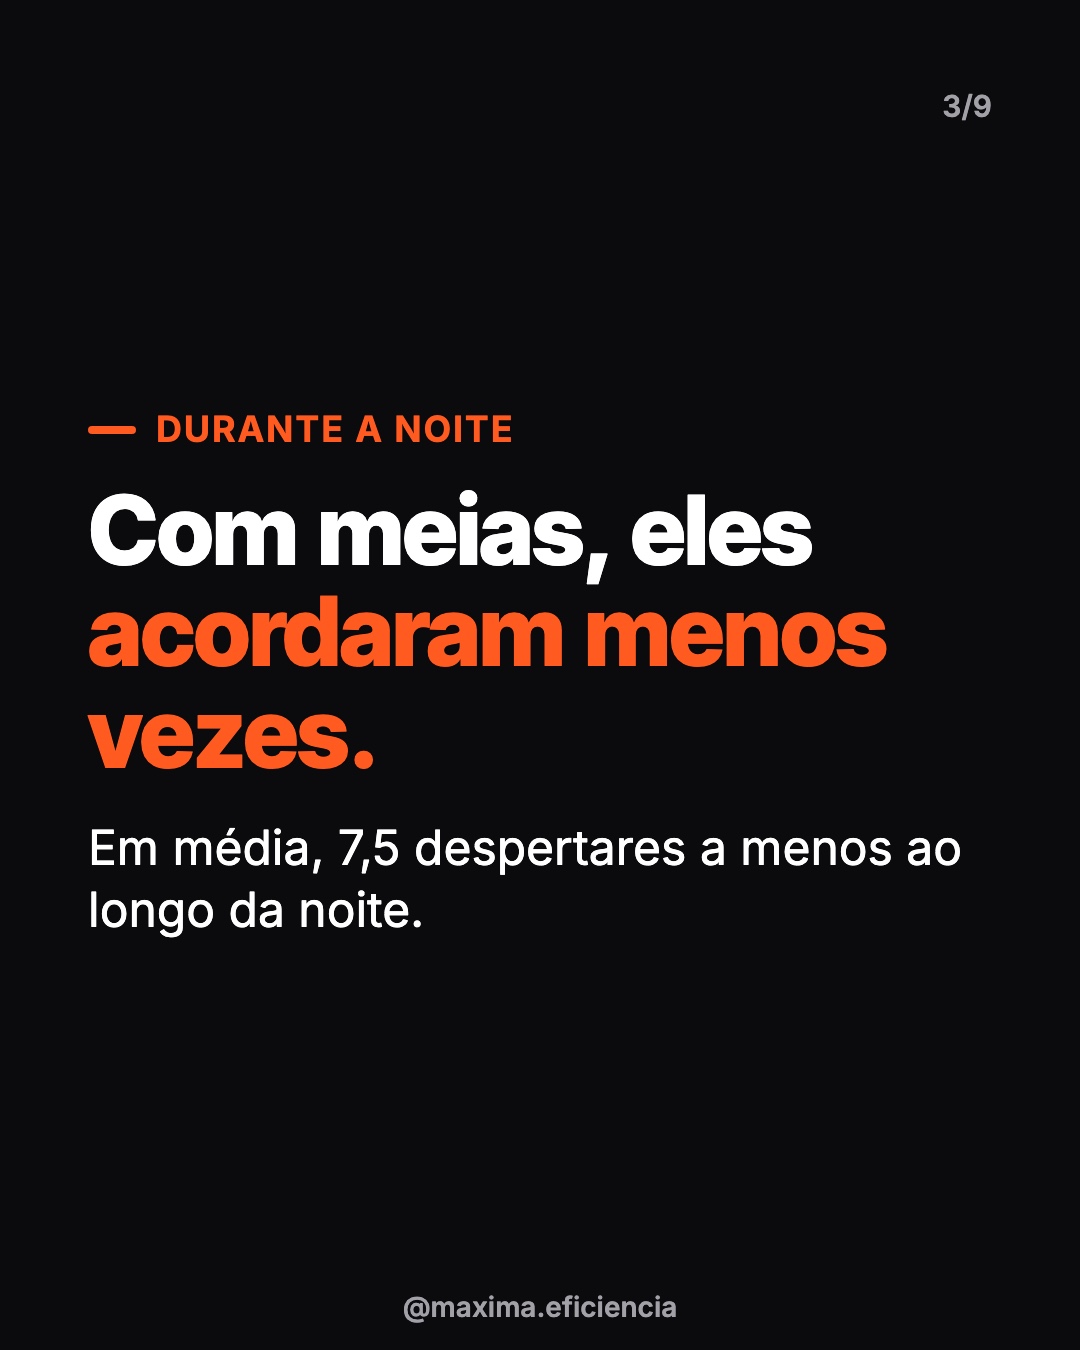 3/9
DURANTE A NOITE
Com meias, eles
acordaram menos
vezes.
Em média, 7,5 despertares a menos ao
longo da noite.
@maxima.eficiencia